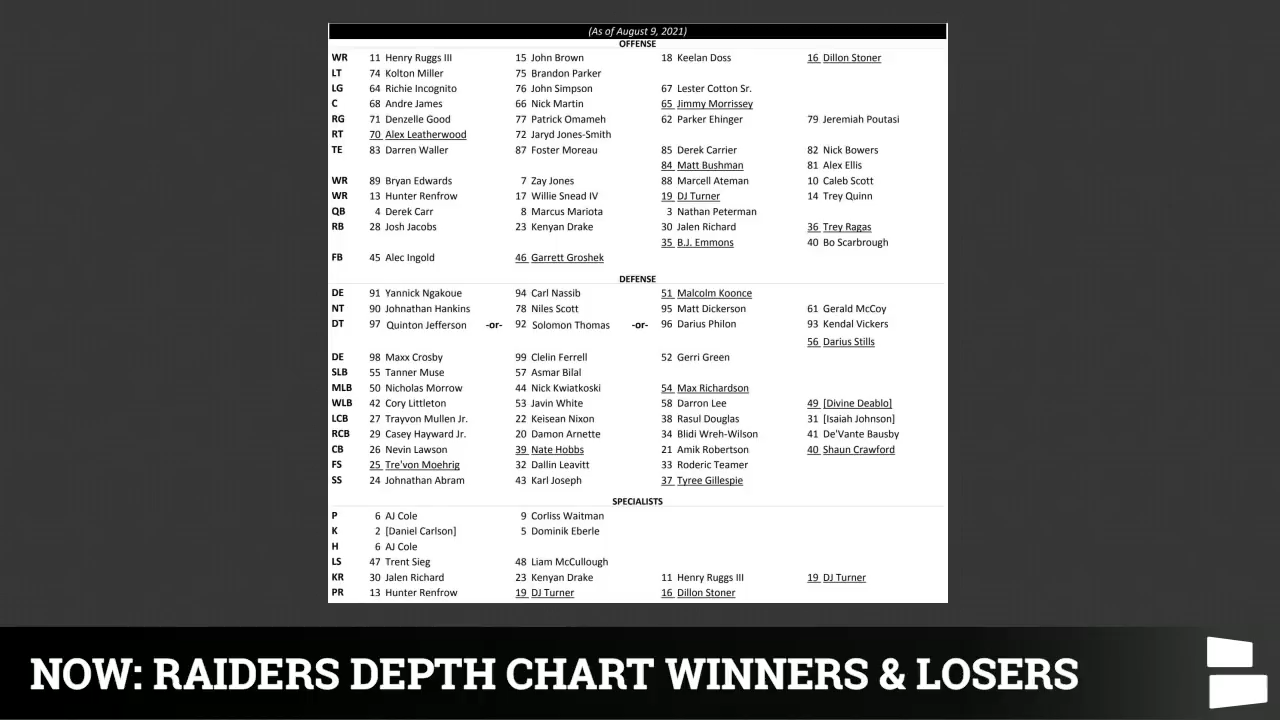 (As of August 9, 2021)
OFFENSE
WR 11 Henry Ruggs III 15 John Brown 18 Keelan Doss 16 Dillon Stoner
LT 74 Kolton Miller 75 Brandon Parker
LG 64 Richie Incognito 76 John Simpson 67 Lester Cotton Sr.
C 68 Andre James 66 Nick Martin 65 Jimmy Morrissey
RG 71 Denzelle Good 77 Patrick Omameh 62 Parker Ehinger 79 Jeremiah Poutasi
RT 70 Alex Leatherwood 72 Jaryd Jones-Smith
TE 83 Darren Waller 87 Foster Moreau 85 Derek Carrier 82 Nick Bowers
84 Matt Bushman 81 Alex Ellis
WR 89 Bryan Edwards 7 Zay Jones 88 Marcell Ateman 10 Caleb Scott
WR 13 Hunter Renfrow 17 Willie Snead IV 19 DJ Turner 14 Trey Quinn
QB 4 Derek Carr 8 Marcus Mariota 3 Nathan Peterman
RB 28 Josh Jacobs 23 Kenyan Drake 30 Jalen Richard 36 Trey Ragas
35 B.J. Emmons 40 Bo Scarbrough
FB 45 Alec Ingold 46 Garrett Groshek
DEFENSE
DE 91 Yannick Ngakoue 94 Carl Nassib 51 Malcolm Koonce
NT 90 Johnathan Hankins 78 Niles Scott 95 Matt Dickerson 61 Gerald McCoy
DT 97 Quinton Jefferson -or- 92 Solomon Thomas -or- 96 Darius Philon 93 Kendal Vickers
56 Darius Stills
DE 98 Maxx Crosby 99 Clelin Ferrell 52 Gerri Green
SLB 55 Tanner Muse 57 Asmar Bilal
MLB 50 Nicholas Morrow 44 Nick Kwiatkoski 54 Max Richardson
WLB 42 Cory Littleton 53 Javin White 58 Darron Lee 49 [Divine Deablo]
LCB 27 Trayvon Mullen Jr. 22 Keisean Nixon 38 Rasul Douglas 31 [Isaiah Johnson]
RCB 29 Casey Hayward Jr. 20 Damon Arnette 34 Blidi Wreh-Wilson 41 De'Vante Bausby
CB 26 Nevin Lawson 39 Nate Hobbs 21 Amik Robertson 40 Shaun Crawford
FS 25 Tre'von Moehrig 32 Dallin Leavitt 33 Roderic Teamer
SS 24 Johnathan Abram 43 Karl Joseph 37 Tyree Gillespie
SPECIALISTS
P 6 AJ Cole 9 Corliss Waitman
K 2 [Daniel Carlson] 5 Dominik Eberle
H 6 AJ Cole
LS 47 Trent Sieg 48 Liam McCullough
KR 30 Jalen Richard 23 Kenyan Drake 11 Henry Ruggs III 19 DJ Turner
PR 13 Hunter Renfrow 19 DJ Turner 16 Dillon Stoner
NOW: RAIDERS DEPTH CHART WINNERS & LOSERS